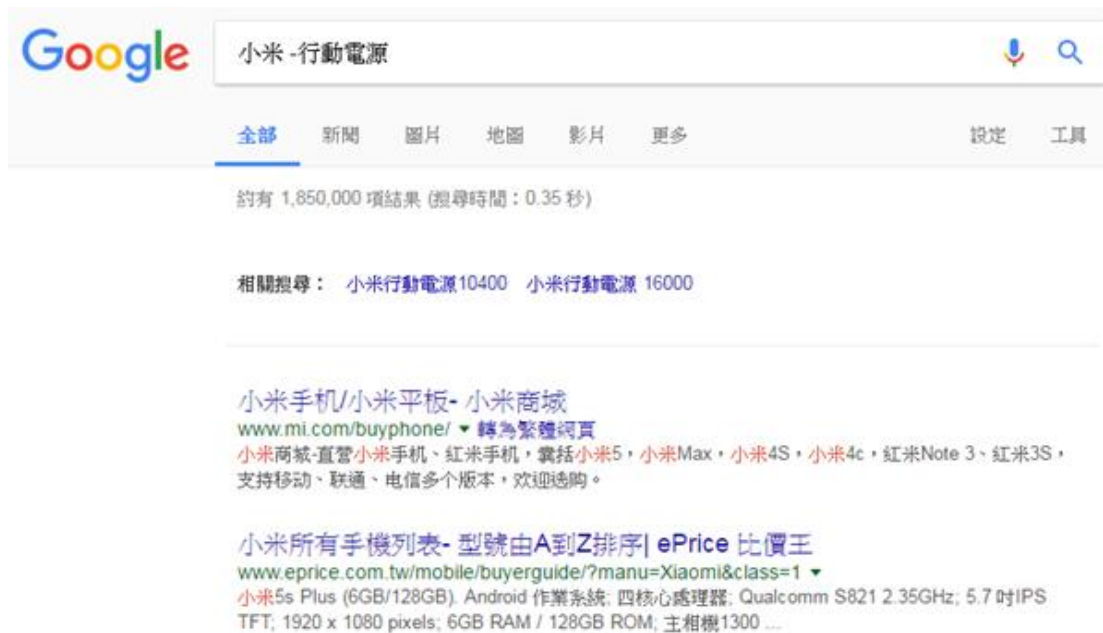 Google 小米 -行動電源
全部 新聞 圖片 地圖 影片 更多 設定 工具
約有 1,850,000 項結果 (搜尋時間：0.35 秒)
相關搜尋： 小米行動電源10400 小米行動電源 16000
小米手机/小米平板- 小米商城
www.mi.com/buyphone/ ▼ 轉為繁體網頁
小米商城-直营小米手机、紅米手机，囊括小米5，小米Max，小米4S，小米4c，紅米Note 3、紅米3S，
支持移动、联通、电信多个版本，欢迎选购。
小米所有手機列表- 型號由A到Z排序| ePrice 比價王
www.eprice.com.tw/mobile/buyerguide/?manu=Xiaomi&class=1 ▼
小米5s Plus (6GB/128GB). Android 作業系統; 四核心處理器; Qualcomm S821 2.35GHz; 5.7 吋IPS
TFT; 1920 x 1080 pixels; 6GB RAM / 128GB ROM; 主相機1300 ...